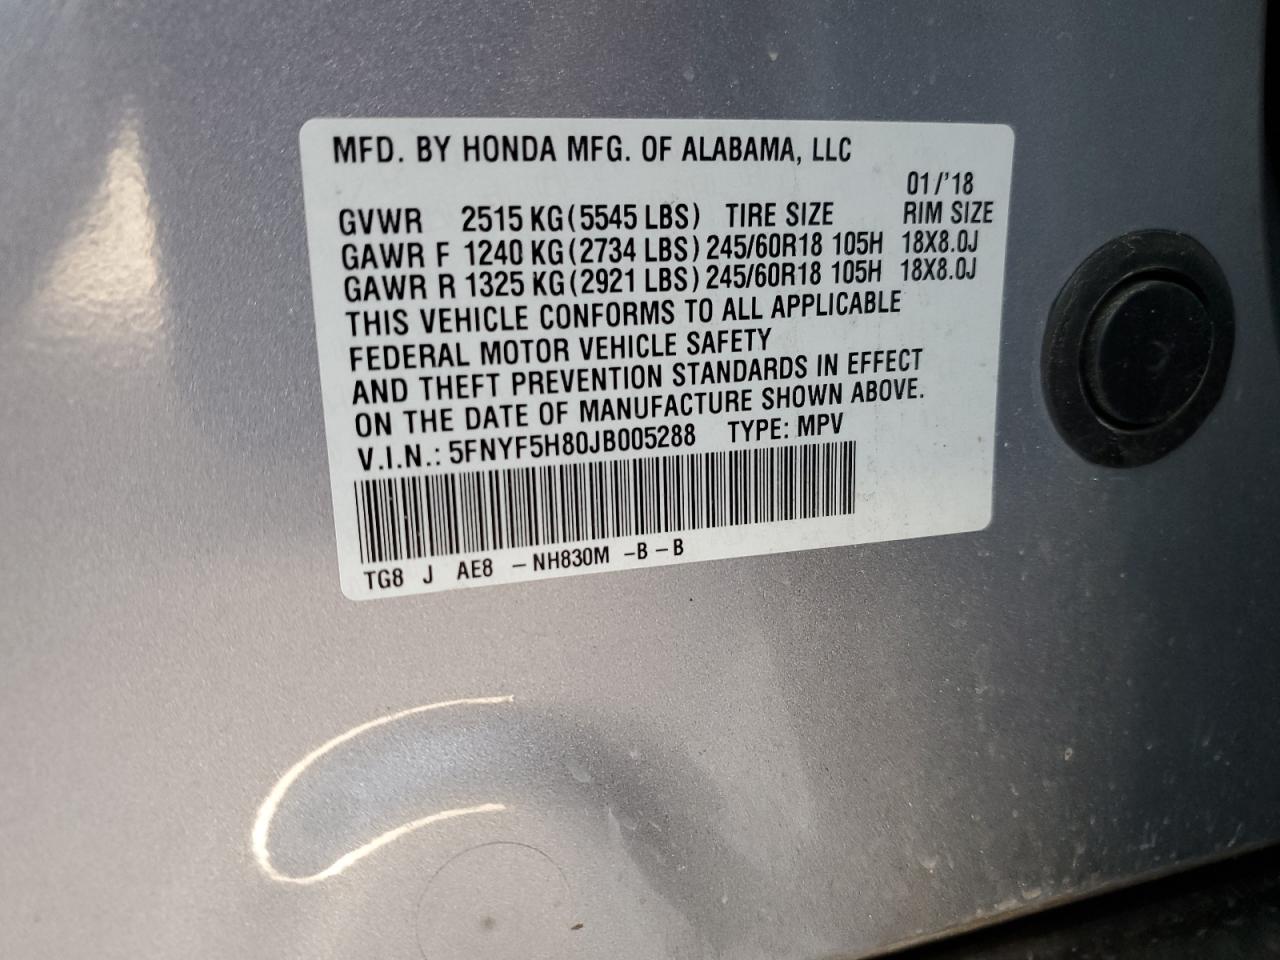 MFD. BY HONDA MFG. OF ALABAMA, LLC
01/'18
GVWR 2515 KG (5545 LBS) TIRE SIZE RIM SIZE
GAWR F 1240 KG (2734 LBS) 245/60R18 105H 18X8.0J
GAWR R 1325 KG (2921 LBS) 245/60R18 105H 18X8.0J
THIS VEHICLE CONFORMS TO ALL APPLICABLE
FEDERAL MOTOR VEHICLE SAFETY
AND THEFT PREVENTION STANDARDS IN EFFECT
ON THE DATE OF MANUFACTURE SHOWN ABOVE.
V.I.N.: 5FNYF5H80JB005288 TYPE: MPV
TG8 J AE8 - NH830M - B - B